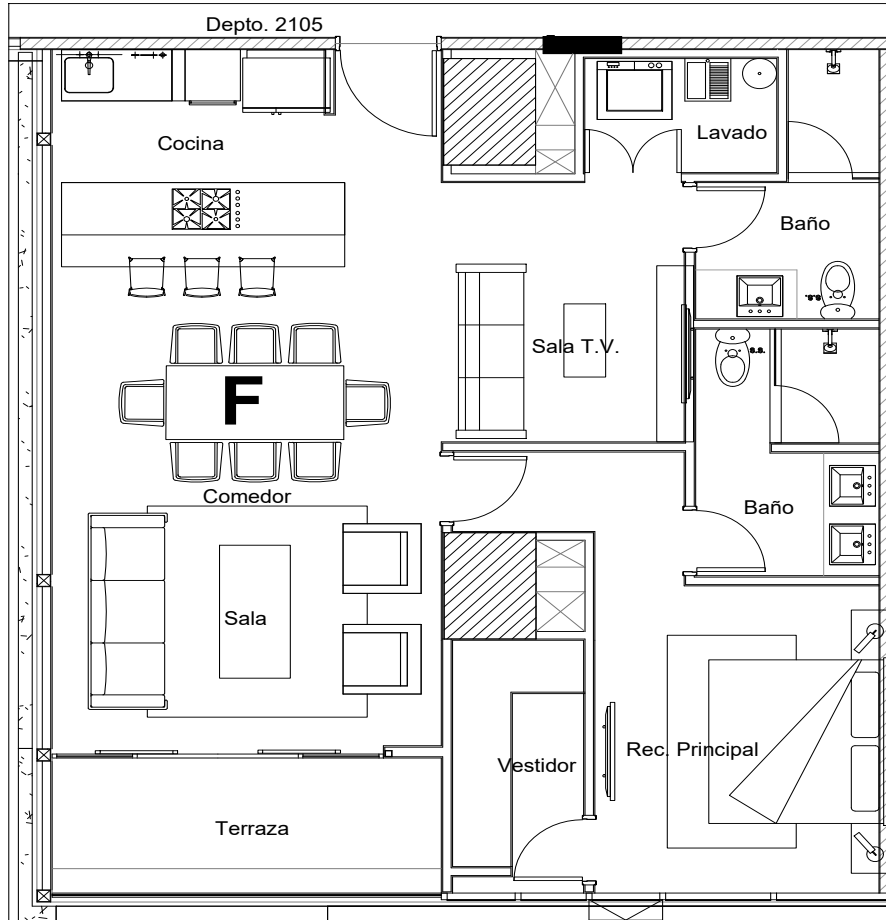 Depto. 2105
Cocina
Lavado
Baño
s.s.
Sala T.V.
s.s.
F
Comedor
Baño
Sala
Rec. Principal
Vestidor
Terraza